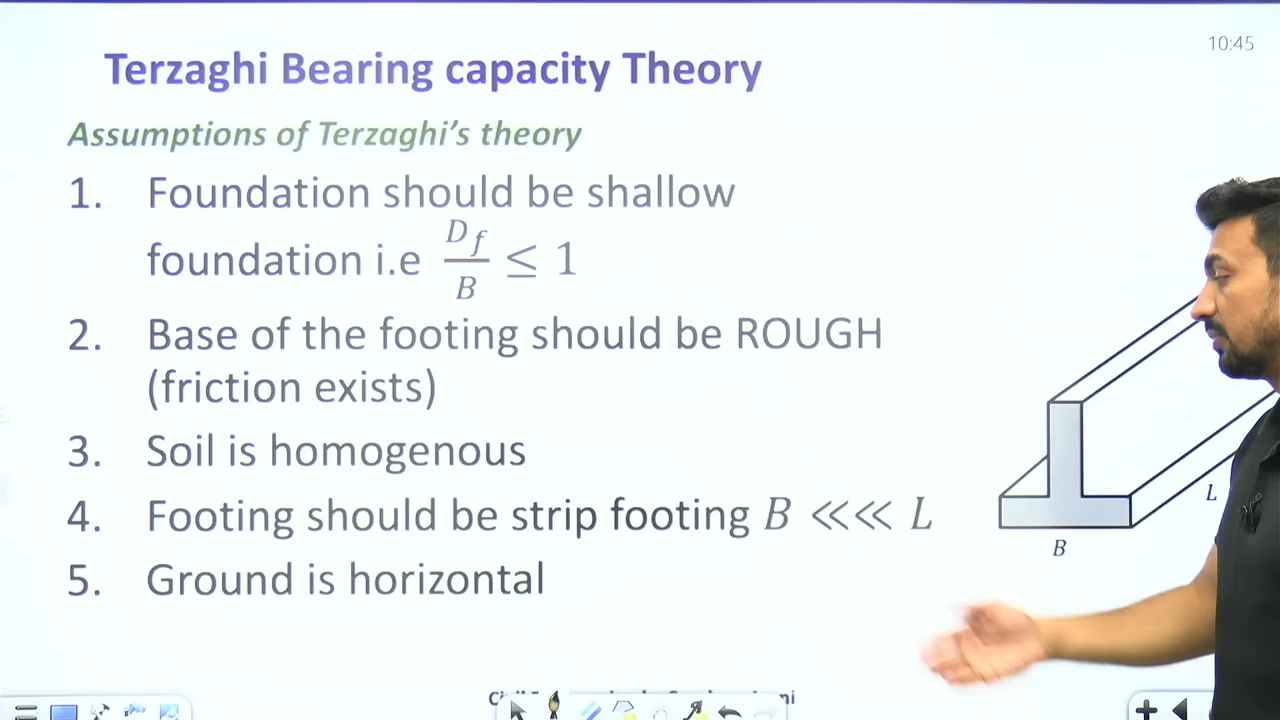 10:45
Terzaghi Bearing capacity Theory
Assumptions of Terzaghi's theory
1. Foundation should be shallow
foundation i.e D_f/B ≤ 1
2. Base of the footing should be ROUGH
(friction exists)
3. Soil is homogenous
4. Footing should be strip footing B <<< L
5. Ground is horizontal
L
B